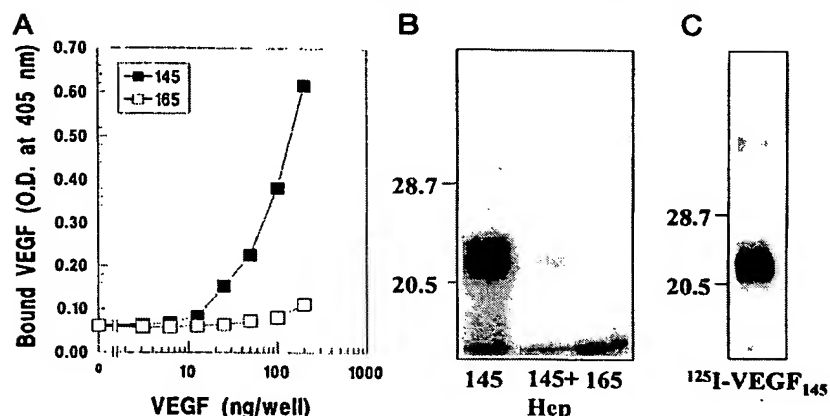 A
B
C
Bound VEGF (O.D. at 405 nm)
0.70
0.60
0.50
0.40
0.30
0.20
0.10
0.00
145
165
0
10
100
1000
VEGF (ng/well)
28.7
20.5
145 145+ 165
Hep
28.7
20.5
¹²⁵I-VEGF₁₄₅